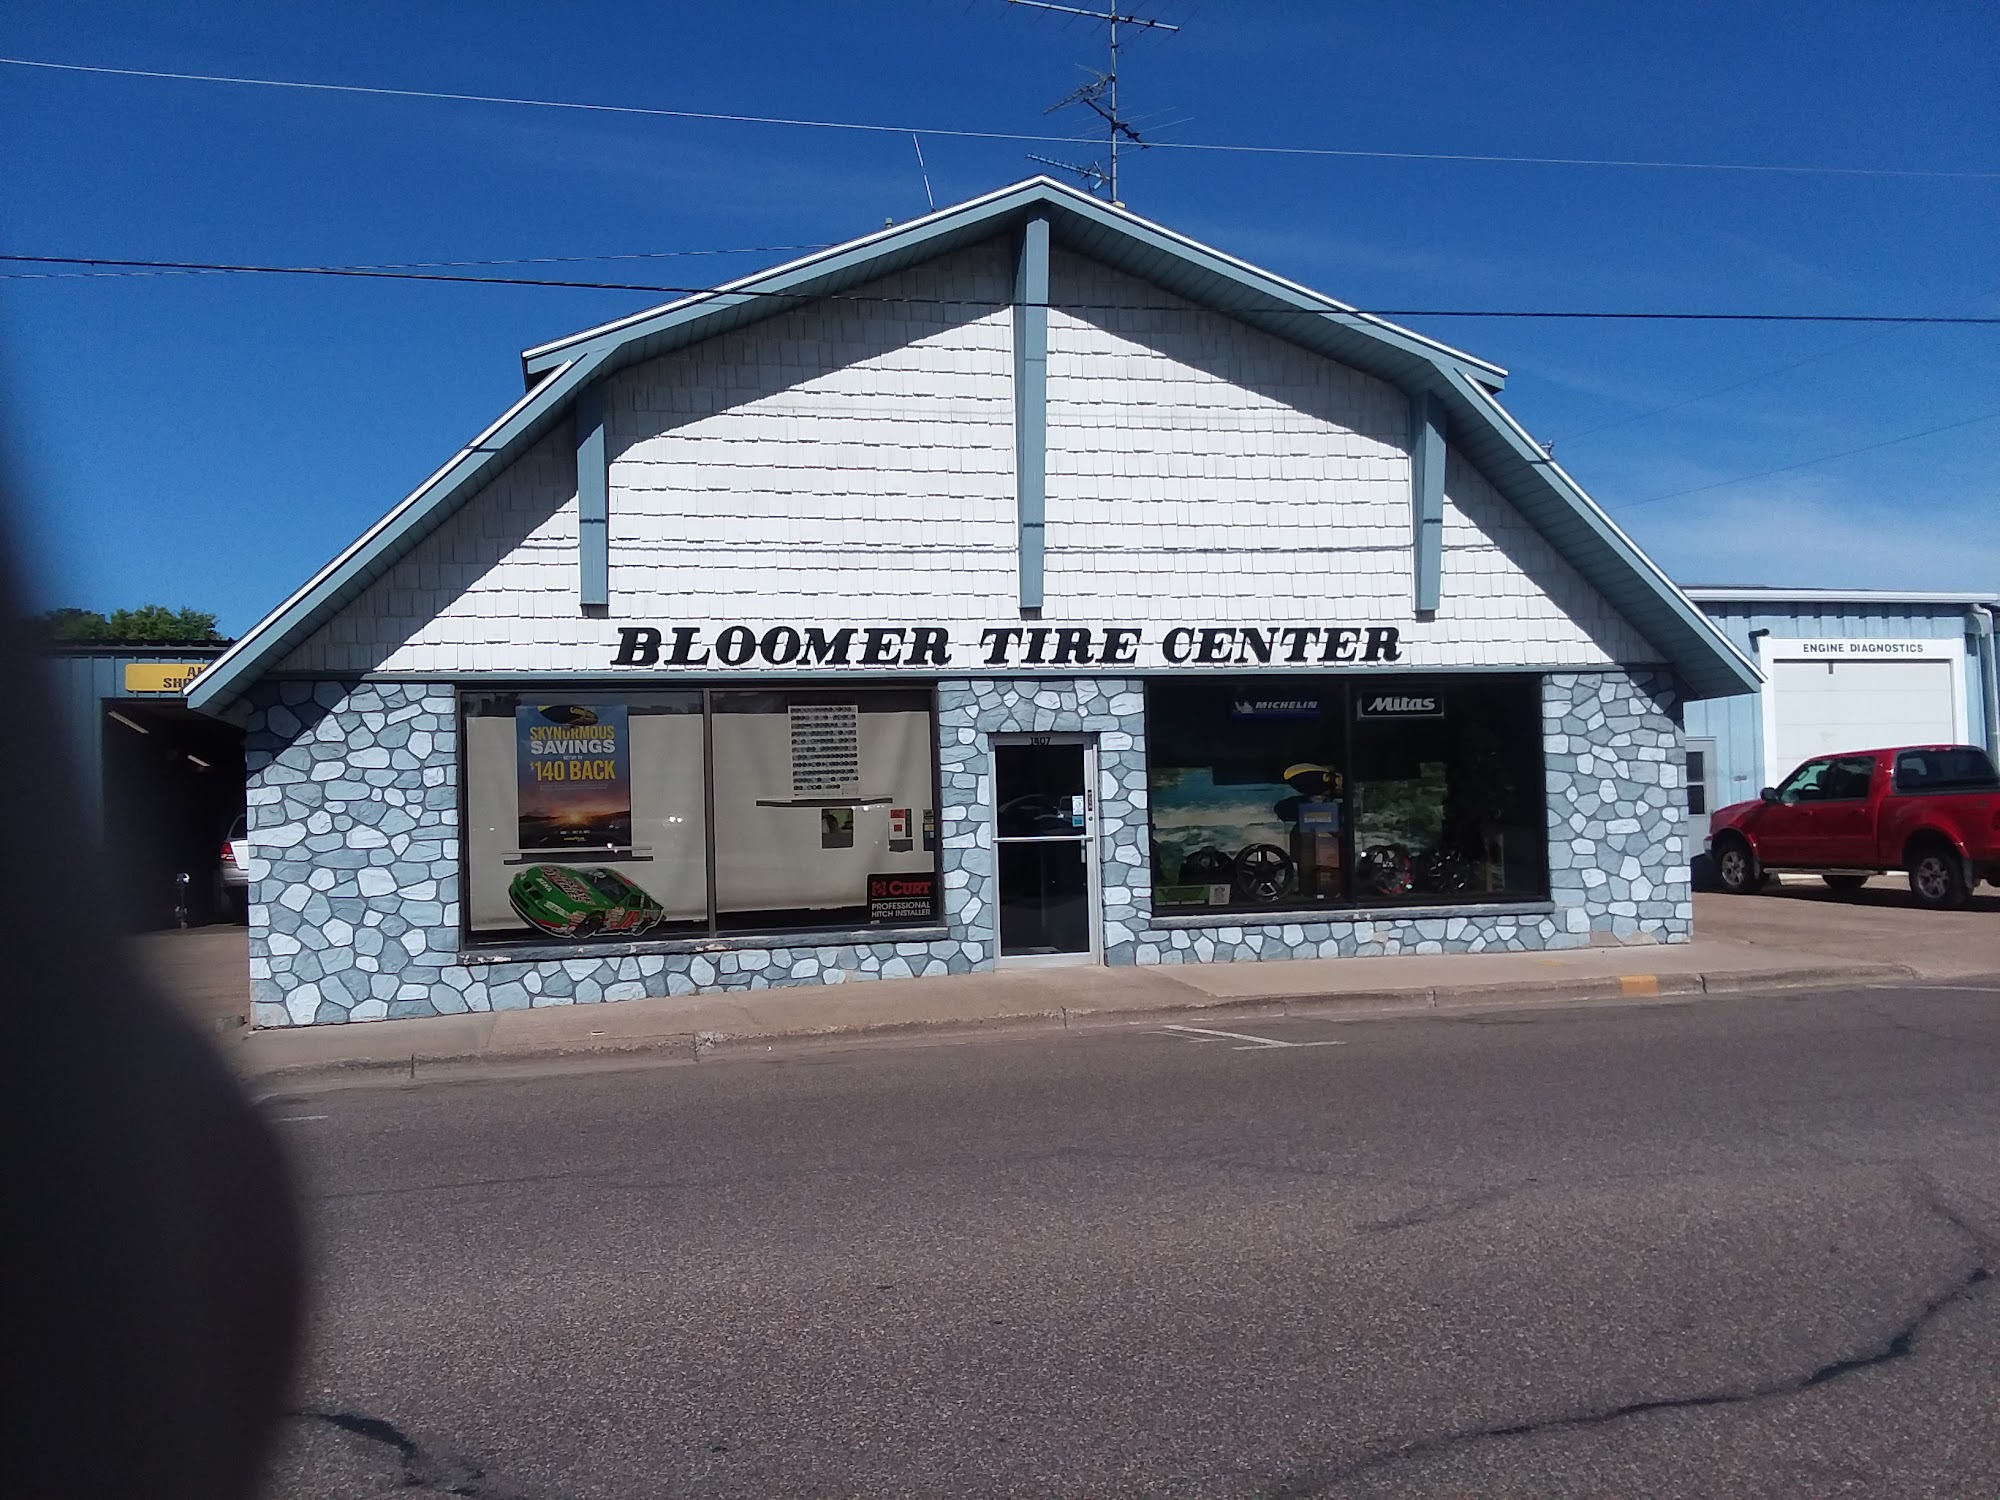 BLOOMER TIRE CENTER
ENGINE DIAGNOSTICS
1407
SKYNORMOUS
SAVINGS
$140 BACK
MICHELIN
Mitas
CURT
PROFESSIONAL
HITCH INSTALLER